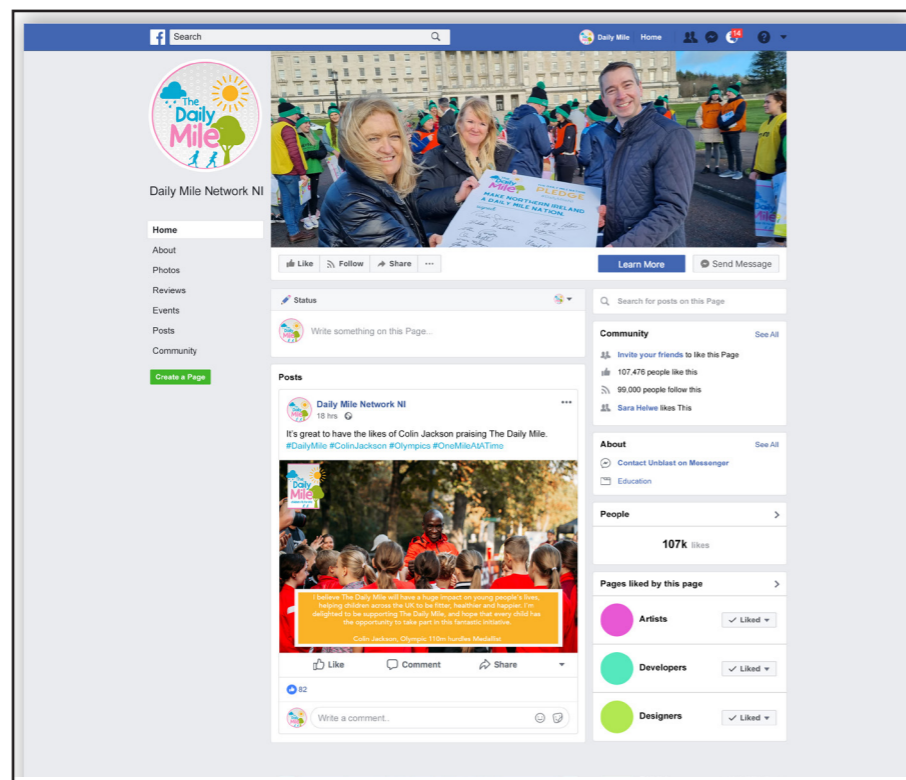 f Search
Daily Mile Home 14 ?
The
Daily
Mile
Daily Mile Network NI
Home
About
Photos
Reviews
Events
Posts
Community
Create a Page
The
Daily
Mile
PLEDGE
MAKE NORTHERN IRELAND
A DAILY MILE NATION.
Like Follow Share ...
Learn More Send Message
Status
Write something on this Page...
Posts
Daily Mile Network NI
18 hrs
It's great to have the likes of Colin Jackson praising The Daily Mile.
#DailyMile #ColinJackson #Olympics #OneMileAtATime
The
Daily
Mile
I believe The Daily Mile will have a huge impact on young people's lives,
helping children across the UK to be fitter, healthier and happier. I'm
delighted to be supporting The Daily Mile, and hope that every child has
the opportunity to take part in this fantastic initiative.
Colin Jackson, Olympic 110m hurdles Medallist
Like Comment Share
82
Write a comment..
Search for posts on this Page
Community See All
Invite your friends to like this Page
107,476 people like this
99,000 people follow this
Sara Helwe likes This
About See All
Contact Unblast on Messenger
Education
People
107k likes
Pages liked by this page
Artists Liked
Developers Liked
Designers Liked